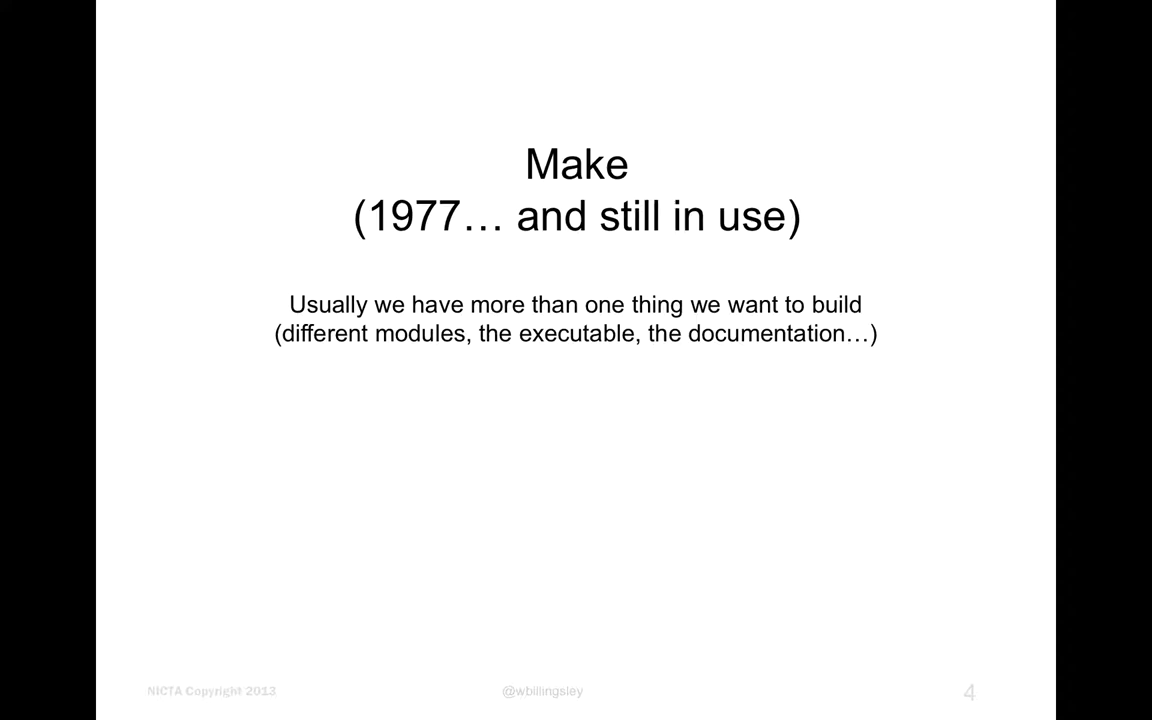 Make
(1977… and still in use)
Usually we have more than one thing we want to build
(different modules, the executable, the documentation…)
NICTA Copyright 2013
@wbillingsley
4